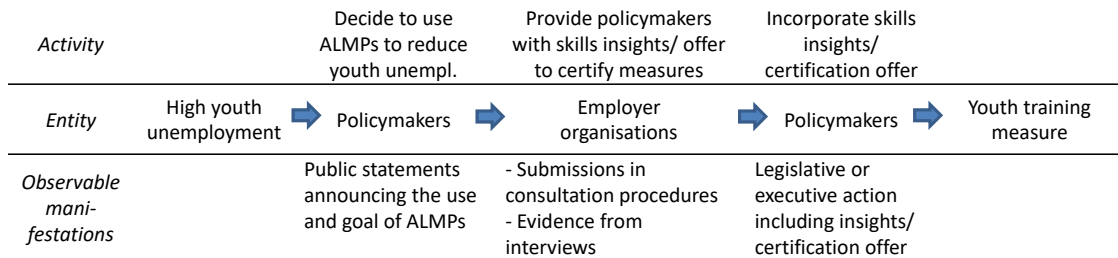 Activity
Decide to use
ALMPs to reduce
youth unempl.
Provide policymakers
with skills insights/ offer
to certify measures
Incorporate skills
insights/
certification offer
Entity
High youth
unemployment
Policymakers
Employer
organisations
Policymakers
Youth training
measure
Observable
mani-
festations
Public statements
announcing the use
and goal of ALMPs
- Submissions in
consultation procedures
- Evidence from
interviews
Legislative or
executive action
including insights/
certification offer